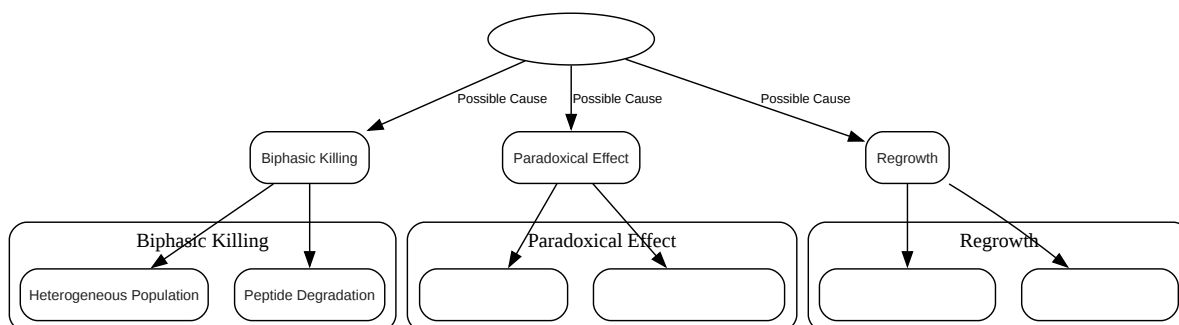 Possible Cause
Possible Cause
Possible Cause
Biphasic Killing
Paradoxical Effect
Regrowth
Biphasic Killing
Paradoxical Effect
Regrowth
Heterogeneous Population
Peptide Degradation